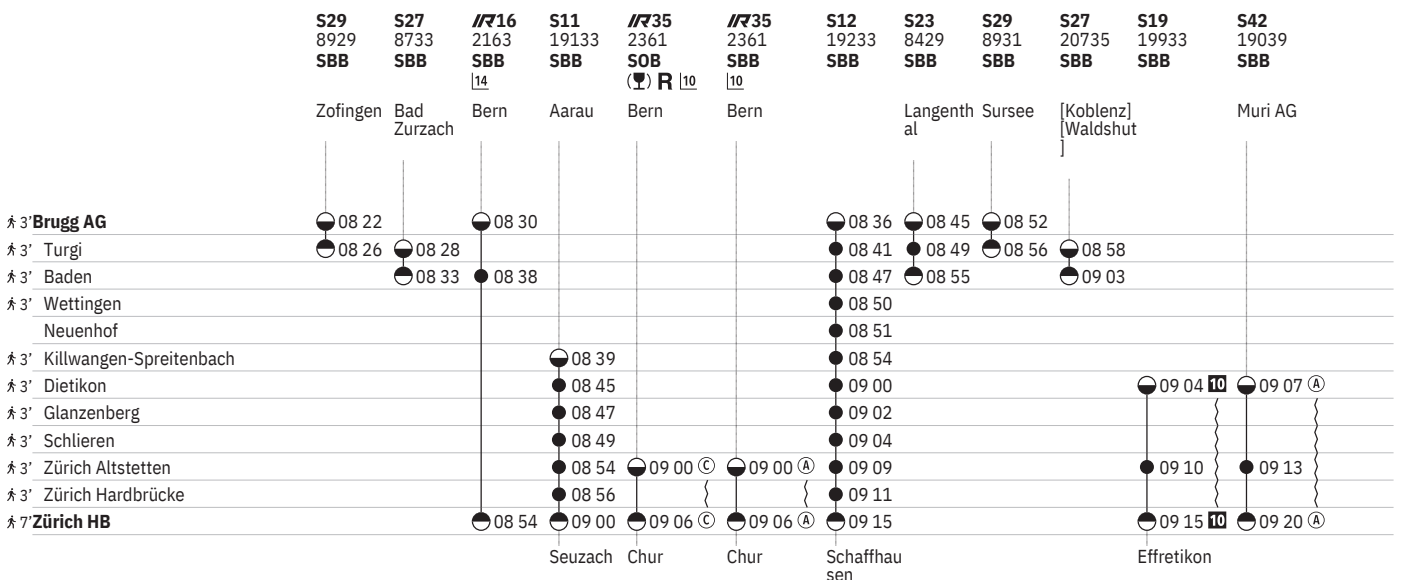 S29 S27 IR16 S11 IR35 IR35 S12 S23 S29 S27 S19 S42
8929 8733 2163 19133 2361 2361 19233 8429 8931 20735 19933 19039
SBB SBB SBB SBB SOB SBB SBB SBB SBB SBB SBB SBB
14 R 10 10
Zofingen Bad Bern Aarau Bern Bern Langenth Sursee [Koblenz] Muri AG
Zurzach al [Waldshut
]
3' Brugg AG 08 22 08 30 08 36 08 45 08 52
3' Turgi 08 26 08 28 08 41 08 49 08 56 08 58
3' Baden 08 33 08 38 08 47 08 55 09 03
3' Wettingen 08 50
Neuenhof 08 51
3' Killwangen-Spreitenbach 08 39 08 54
3' Dietikon 08 45 09 00 09 04 10 09 07 A
3' Glanzenberg 08 47 09 02
3' Schlieren 08 49 09 04
3' Zürich Altstetten 08 54 09 00 C 09 00 A 09 09 09 10 09 13
3' Zürich Hardbrücke 08 56 09 11
7' Zürich HB 08 54 09 00 09 06 C 09 06 A 09 15 09 15 10 09 20 A
Seuzach Chur Chur Schaffhau Effretikon
sen